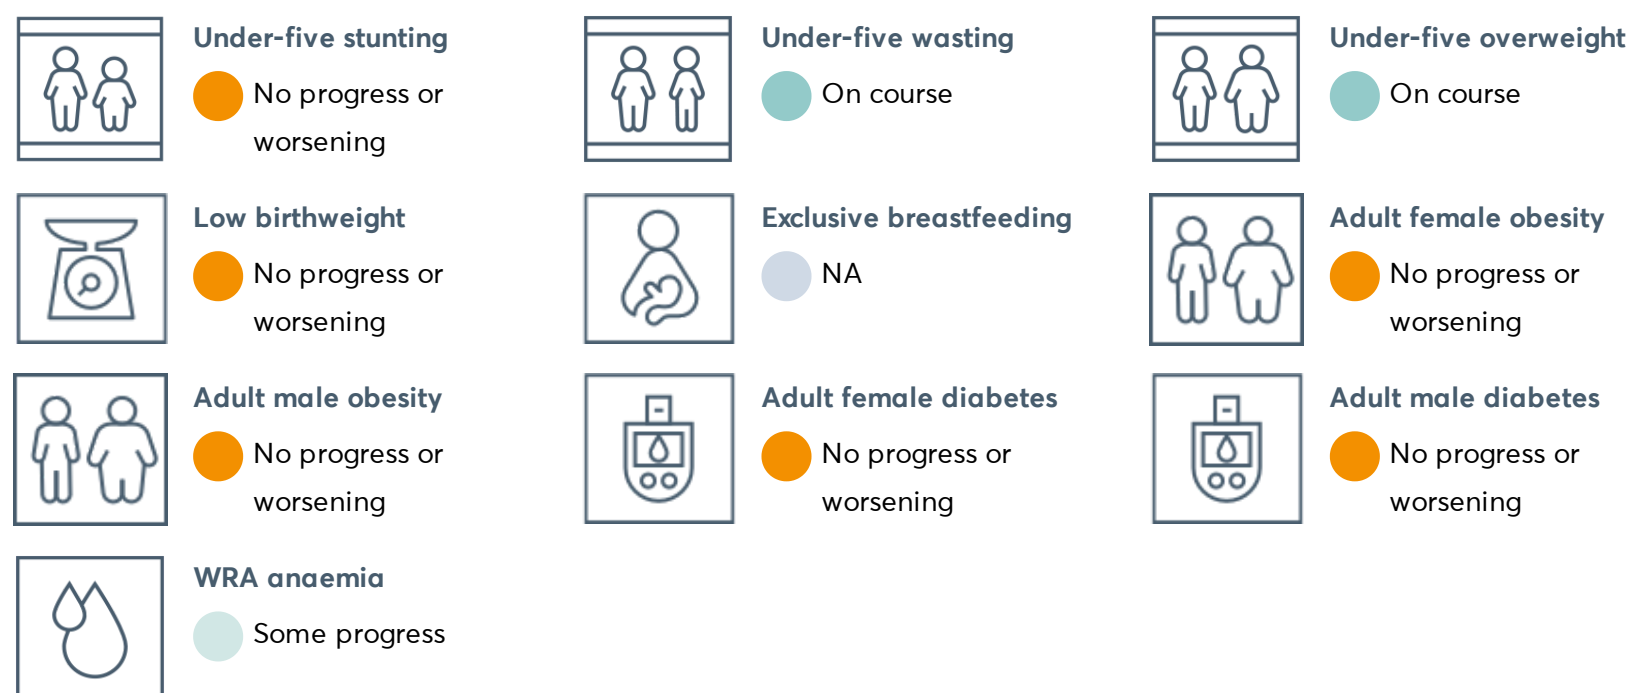 Under-five stunting
No progress or
worsening
Under-five wasting
On course
Under-five overweight
On course
Low birthweight
No progress or
worsening
Exclusive breastfeeding
NA
Adult female obesity
No progress or
worsening
Adult male obesity
No progress or
worsening
Adult female diabetes
No progress or
worsening
Adult male diabetes
No progress or
worsening
WRA anaemia
Some progress